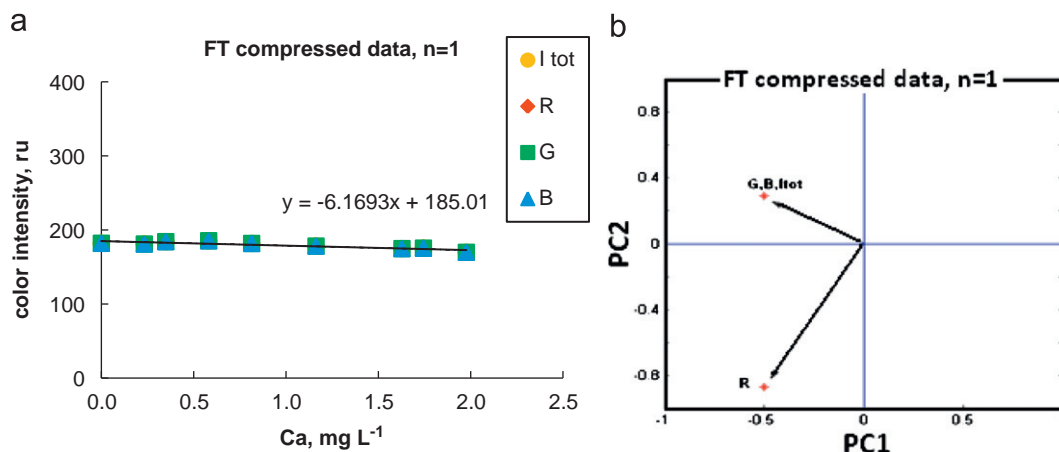 a
FT compressed data, n=1
400
300
200
100
0
color intensity, ru
y = -6.1693x + 185.01
I tot
R
G
B
0.0 0.5 1.0 1.5 2.0 2.5
Ca, mg L-1
b
FT compressed data, n=1
0.8
0.4
0
-0.4
-0.8
PC2
G,B,Itot
R
-1 -0.5 0 0.5
PC1